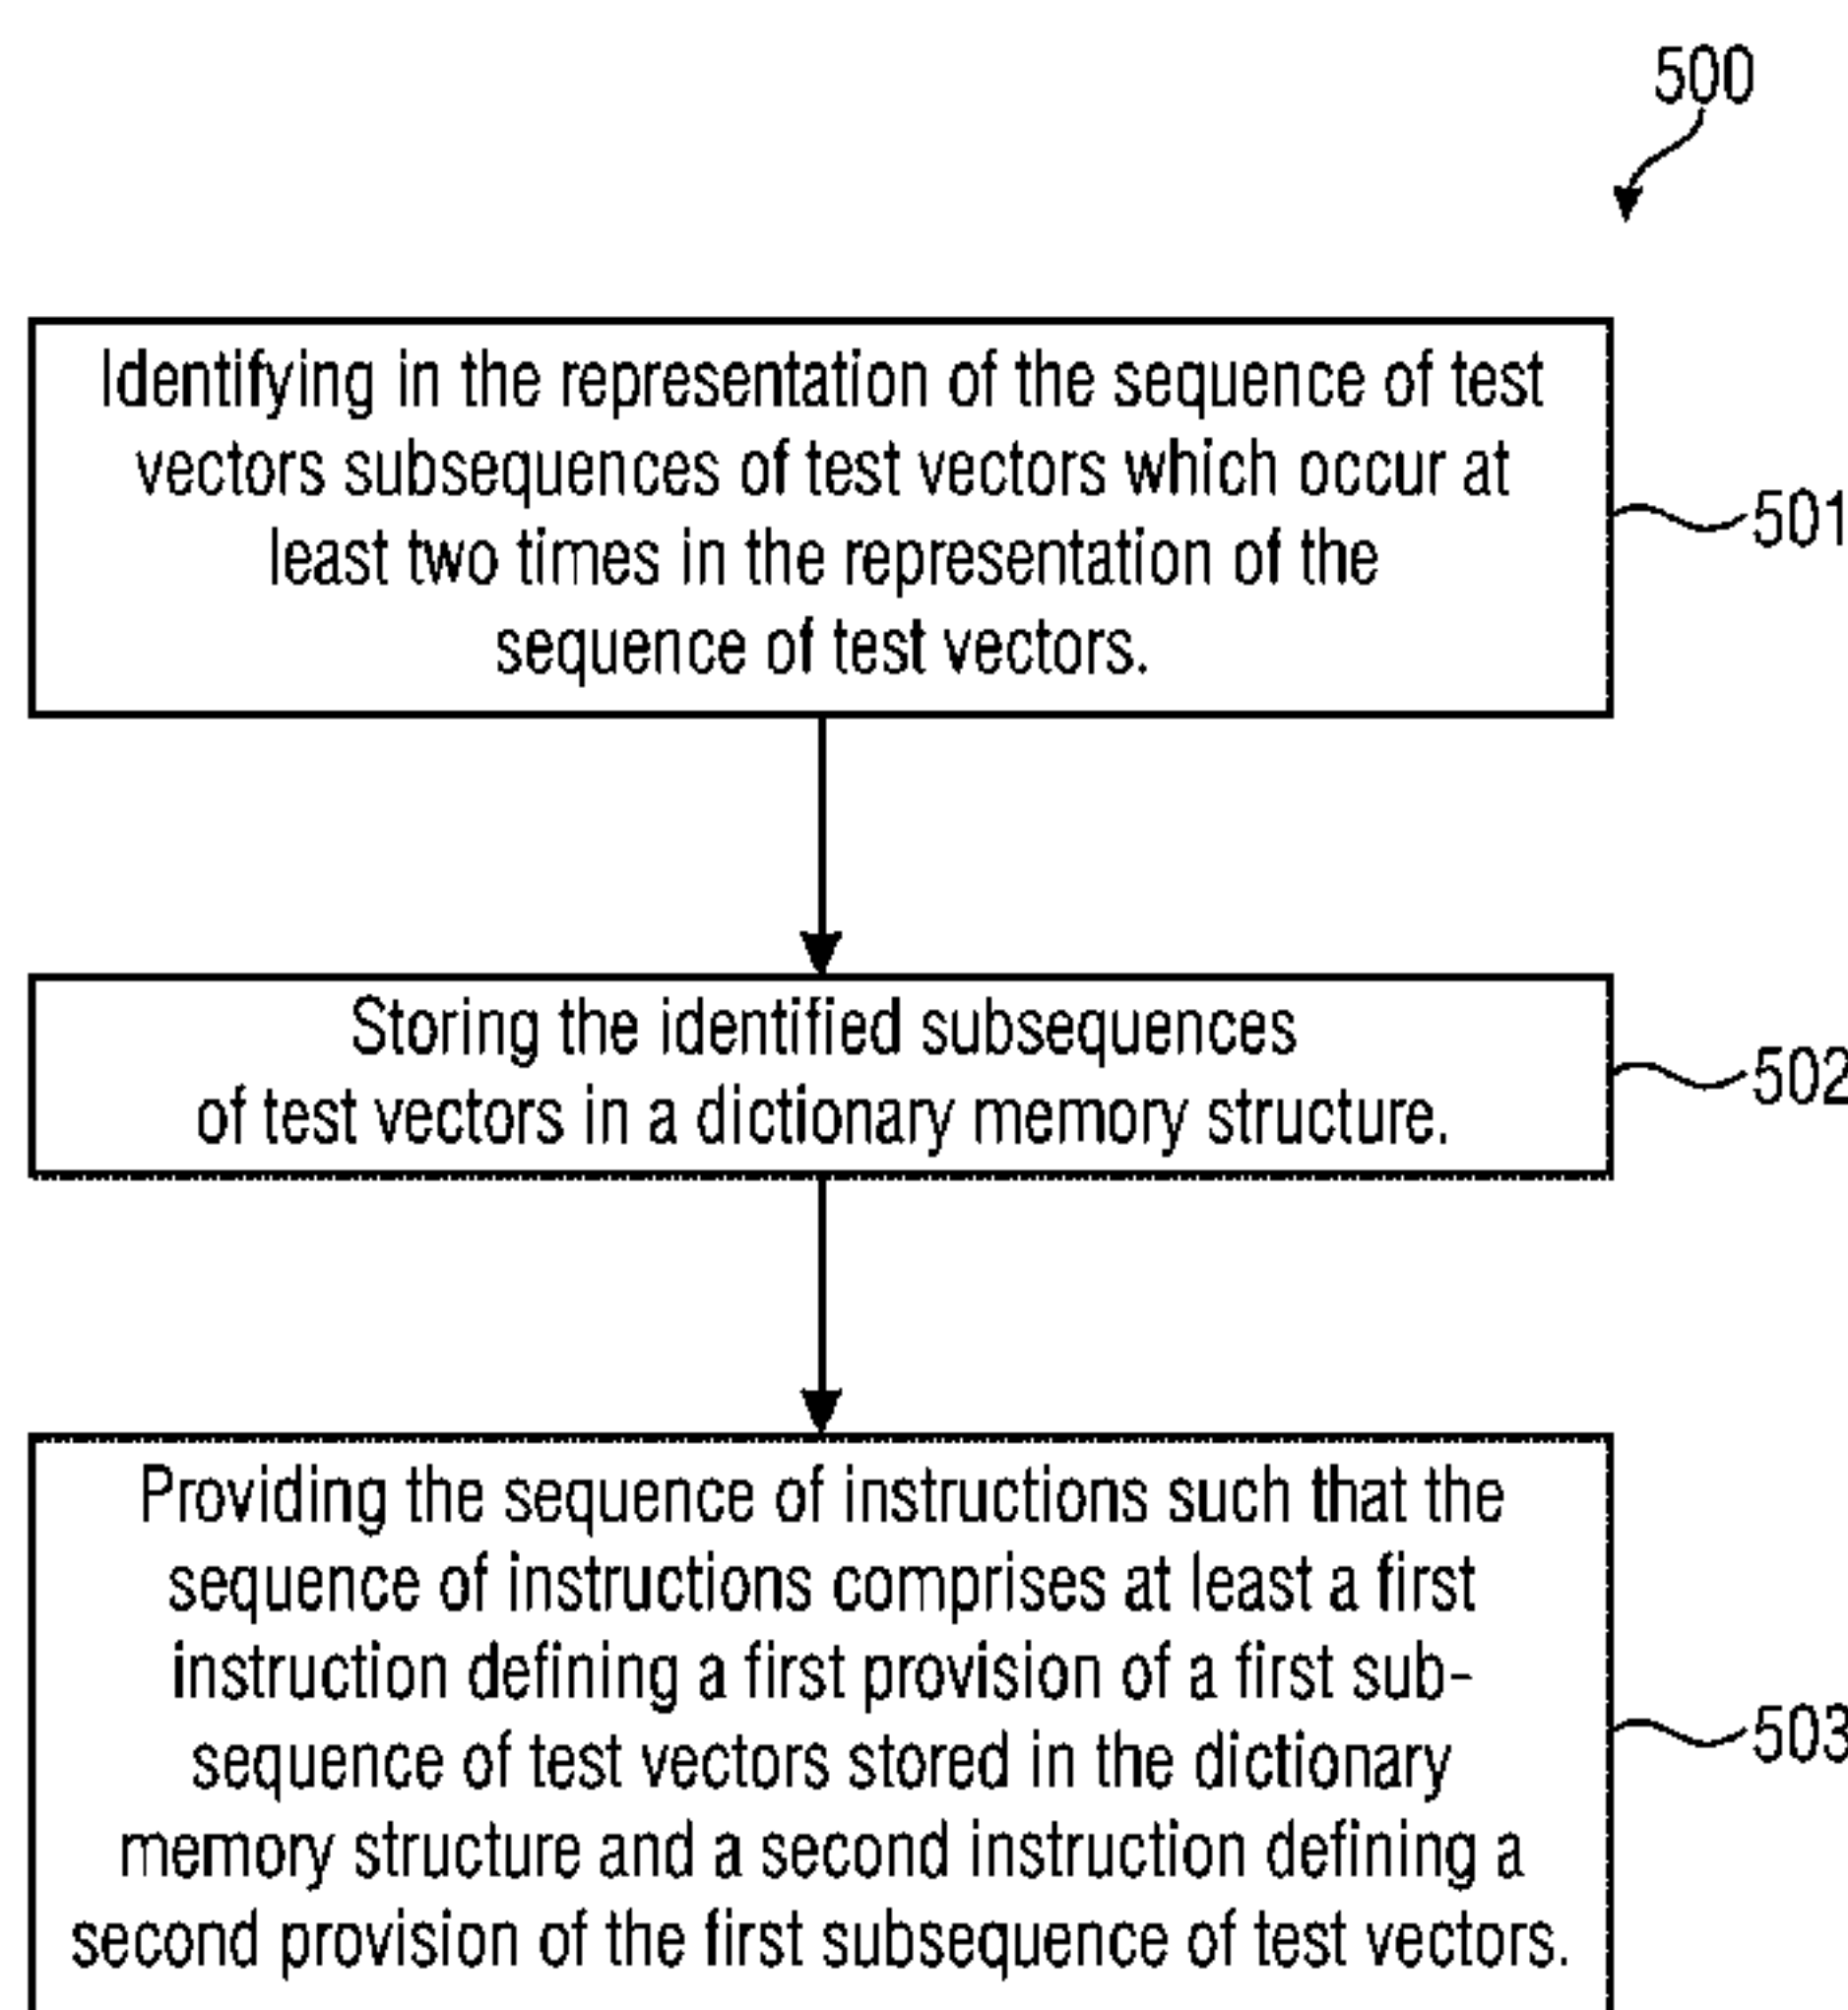 500
Identifying in the representation of the sequence of test
vectors subsequences of test vectors which occur at
least two times in the representation of the
sequence of test vectors.
501
Storing the identified subsequences
of test vectors in a dictionary memory structure.
502
Providing the sequence of instructions such that the
sequence of instructions comprises at least a first
instruction defining a first provision of a first sub-
sequence of test vectors stored in the dictionary
memory structure and a second instruction defining a
second provision of the first subsequence of test vectors.
503